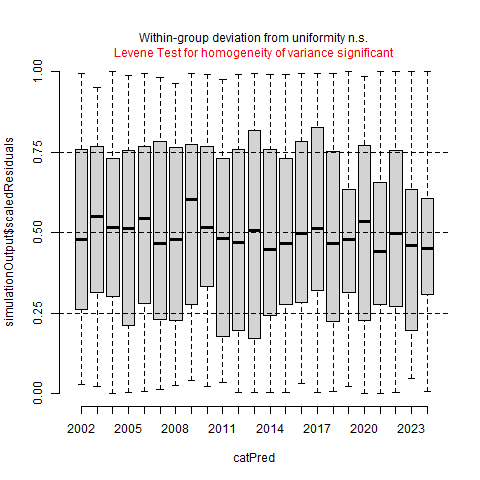 Within-group deviation from uniformity n.s.
Levene Test for homogeneity of variance significant
simulationOutput$scaledResiduals
1.00
0.75
0.50
0.25
0.00
2002 2005 2008 2011 2014 2017 2020 2023
catPred